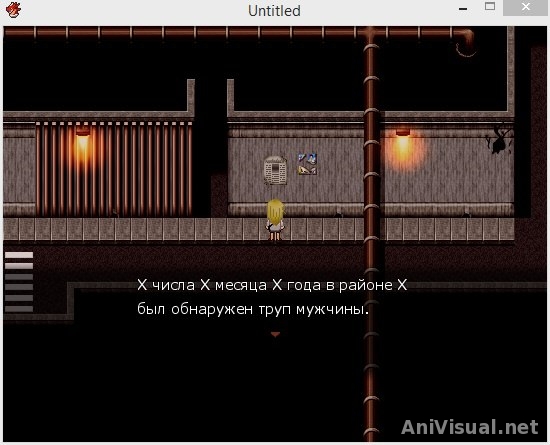 Untitled
X числа X месяца X года в районе X
был обнаружен труп мужчины.
AniVisual.net